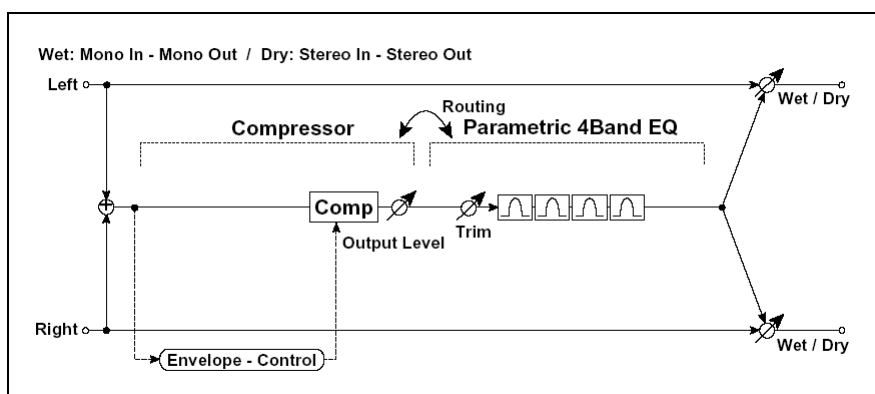 Wet: Mono In - Mono Out / Dry: Stereo In - Stereo Out
Left
Wet / Dry
Routing
Compressor
Parametric 4Band EQ
Comp
Output Level
Trim
Right
Wet / Dry
Envelope - Control